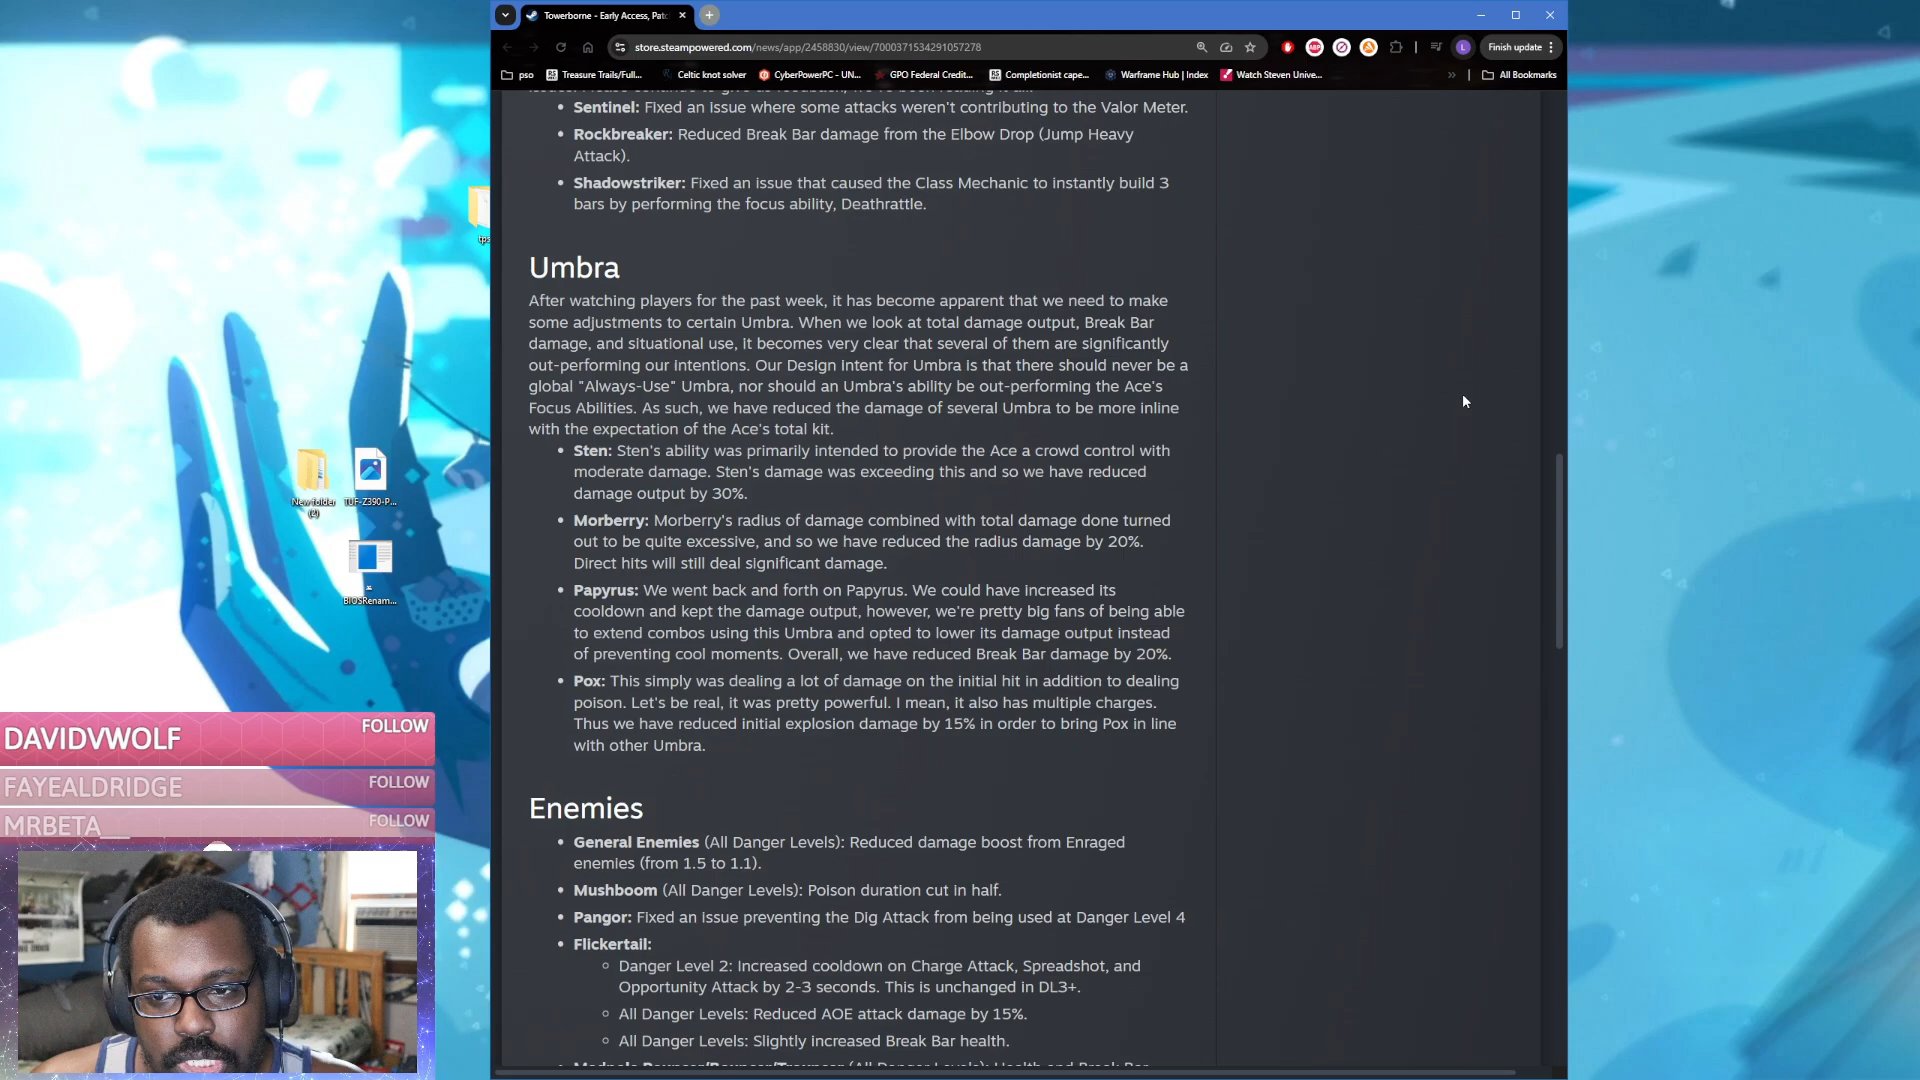 Towerborne - Early Access, Patc
store.steampowered.com/news/app/2458830/view/7000371534291057278
Finish update
pso
Treasure Trails/Full...
Celtic knot solver
CyberPowerPC - UN...
GPO Federal Credit...
Completionist cape...
Warframe Hub | Index
Watch Steven Unive...
All Bookmarks
Sentinel: Fixed an issue where some attacks weren't contributing to the Valor Meter.
Rockbreaker: Reduced Break Bar damage from the Elbow Drop (Jump Heavy
Attack).
Shadowstriker: Fixed an issue that caused the Class Mechanic to instantly build 3
bars by performing the focus ability, Deathrattle.
Umbra
After watching players for the past week, it has become apparent that we need to make
some adjustments to certain Umbra. When we look at total damage output, Break Bar
damage, and situational use, it becomes very clear that several of them are significantly
out-performing our intentions. Our Design Intent for Umbra is that there should never be a
global "Always-Use" Umbra, nor should an Umbra's ability be out-performing the Ace's
Focus Abilities. As such, we have reduced the damage of several Umbra to be more inline
with the expectation of the Ace's total kit.
Sten: Sten's ability was primarily intended to provide the Ace a crowd control with
moderate damage. Sten's damage was exceeding this and so we have reduced
damage output by 30%.
Morberry: Morberry's radius of damage combined with total damage done turned
out to be quite excessive, and so we have reduced the radius damage by 20%.
Direct hits will still deal significant damage.
Papyrus: We went back and forth on Papyrus. We could have increased its
cooldown and kept the damage output, however, we're pretty big fans of being able
to extend combos using this Umbra and opted to lower its damage output instead
of preventing cool moments. Overall, we have reduced Break Bar damage by 20%.
Pox: This simply was dealing a lot of damage on the initial hit in addition to dealing
poison. Let's be real, it was pretty powerful. I mean, it also has multiple charges.
Thus we have reduced initial explosion damage by 15% in order to bring Pox in line
with other Umbra.
Enemies
General Enemies (All Danger Levels): Reduced damage boost from Enraged
enemies (from 1.5 to 1.1).
Mushboom (All Danger Levels): Poison duration cut in half.
Pangor: Fixed an issue preventing the Dig Attack from being used at Danger Level 4
Flickertail:
Danger Level 2: Increased cooldown on Charge Attack, Spreadshot, and
Opportunity Attack by 2-3 seconds. This is unchanged in DL3+.
All Danger Levels: Reduced AOE attack damage by 15%.
All Danger Levels: Slightly increased Break Bar health.
tps
New folder
(2)
TUF-Z390-P...
BIOSRenam...
DAVIDVWOLF FOLLOW
FAYEALDRIDGE FOLLOW
MRBETA__ FOLLOW